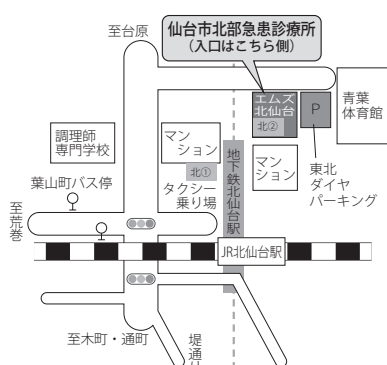 至台原
仙台市北部急患診療所
（入口はこちら側）
エムズ
北仙台
北②
P
青葉
体育館
調理師
専門学校
マン
ション
北①
地下鉄北仙台駅
マン
ション
東北
ダイヤ
パーキング
葉山町バス停
タクシー
乗り場
至荒巻
JR北仙台駅
至木町・通町
堤通